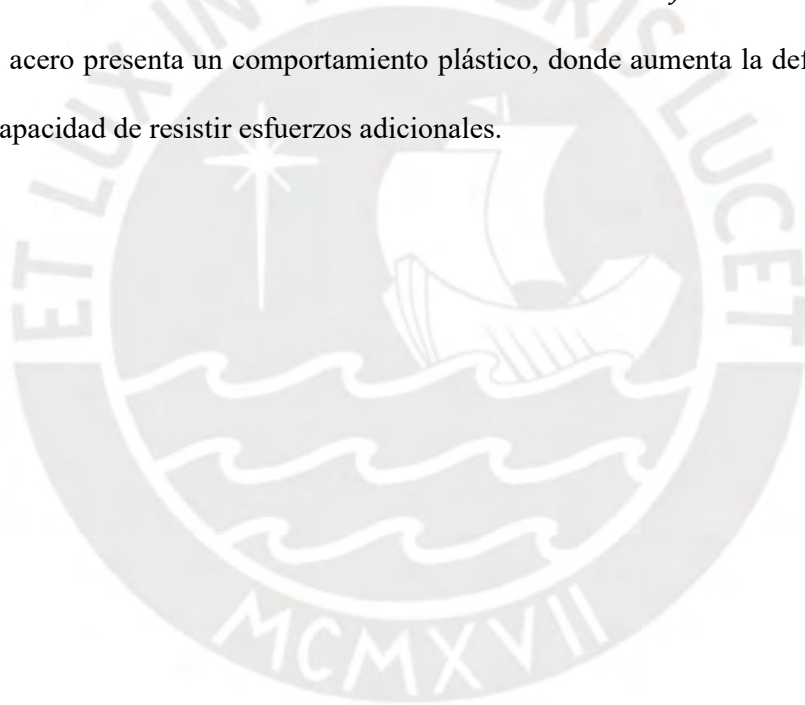 acero presenta un comportamiento plástico, donde aumenta la def
apacidad de resistir esfuerzos adicionales.
ET LUX IN
RIS LUCET
MCMXVII